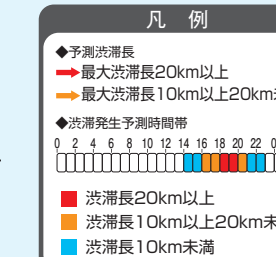 凡 例
◆予測渋滞長
最大渋滞長20km以上
最大渋滞長10km以上20km未
◆渋滞発生予測時間帯
0 2 4 6 8 10 12 14 16 18 20 22 0
渋滞長20km以上
渋滞長10km以上20km未
渋滞長10km未満